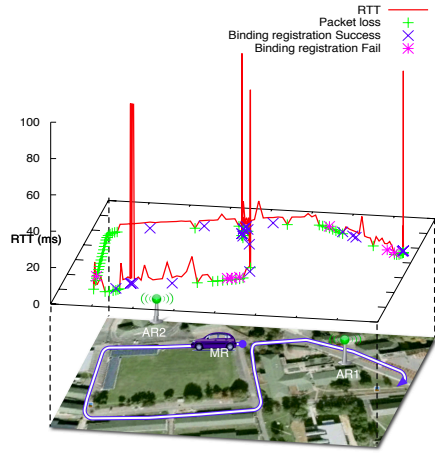 RTT
Packet loss
Binding registration Success
Binding registration Fail
100
80
60
40
20
0
RTT (ms)
AR2
MR
AR1